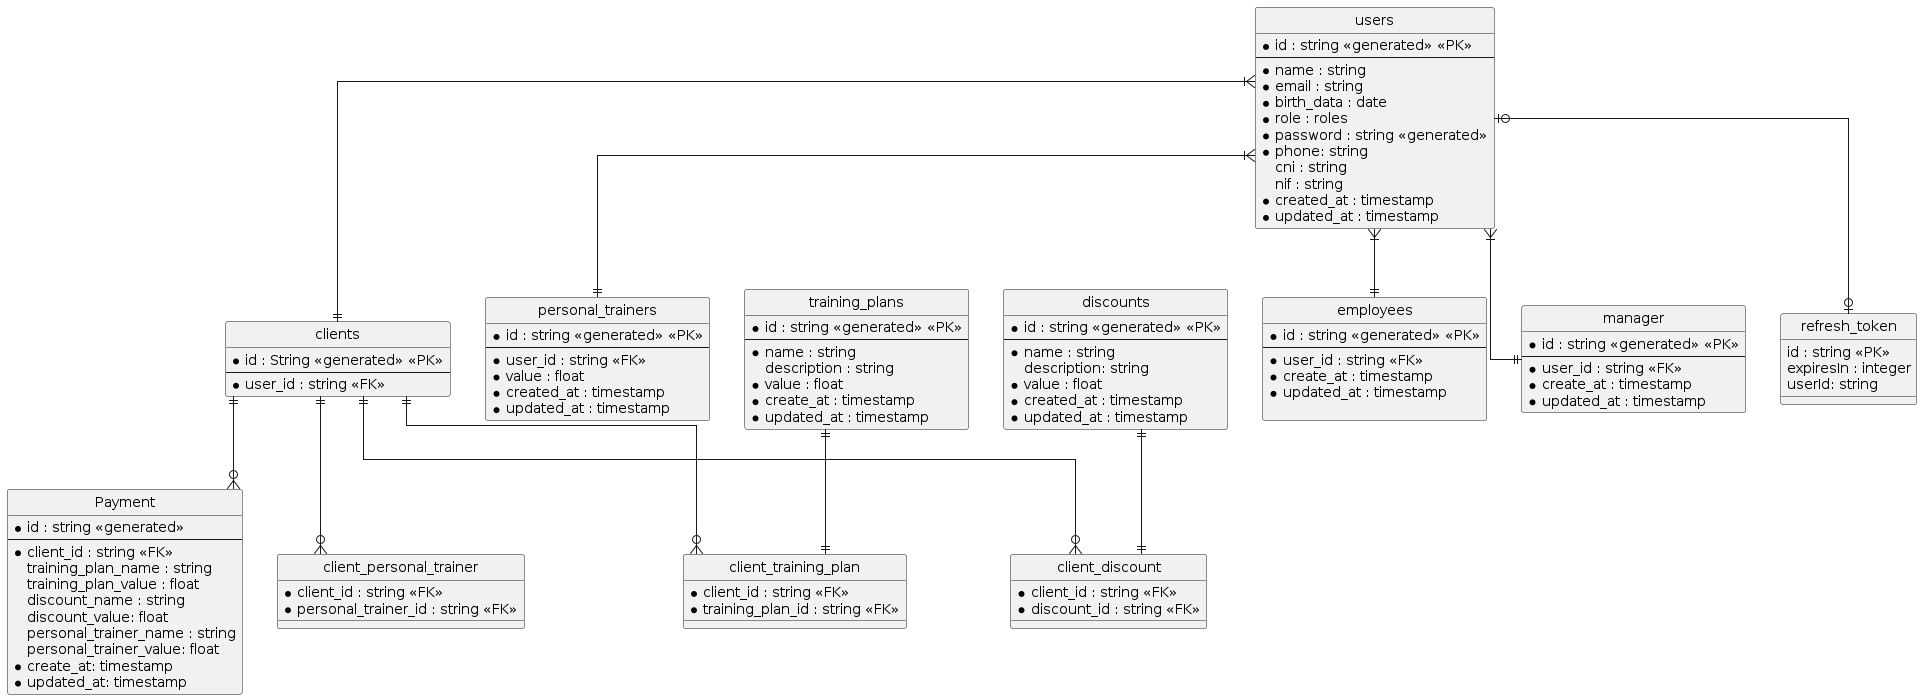 users
id : string «generated» «PK»
name : string
email : string
birth_data : date
role : roles
password : string «generated»
phone: string
cni : string
nif : string
created_at : timestamp
updated_at : timestamp
clients
id : String «generated» «PK»
user_id : string «FK»
personal_trainers
id : string «generated» «PK»
user_id : string «FK»
value : float
created_at : timestamp
updated_at : timestamp
training_plans
id : string «generated» «PK»
name : string
description : string
value : float
create_at : timestamp
updated_at : timestamp
discounts
id : string «generated» «PK»
name : string
description: string
value : float
created_at : timestamp
updated_at : timestamp
employees
id : string «generated» «PK»
user_id : string «FK»
create_at : timestamp
updated_at : timestamp
manager
id : string «generated» «PK»
user_id : string «FK»
create_at : timestamp
updated_at : timestamp
refresh_token
id : string «PK»
expiresIn : integer
userId: string
Payment
id : string «generated»
client_id : string «FK»
training_plan_name : string
training_plan_value : float
discount_name : string
discount_value: float
personal_trainer_name : string
personal_trainer_value: float
create_at: timestamp
updated_at: timestamp
client_personal_trainer
client_id : string «FK»
personal_trainer_id : string «FK»
client_training_plan
client_id : string «FK»
training_plan_id : string «FK»
client_discount
client_id : string «FK»
discount_id : string «FK»